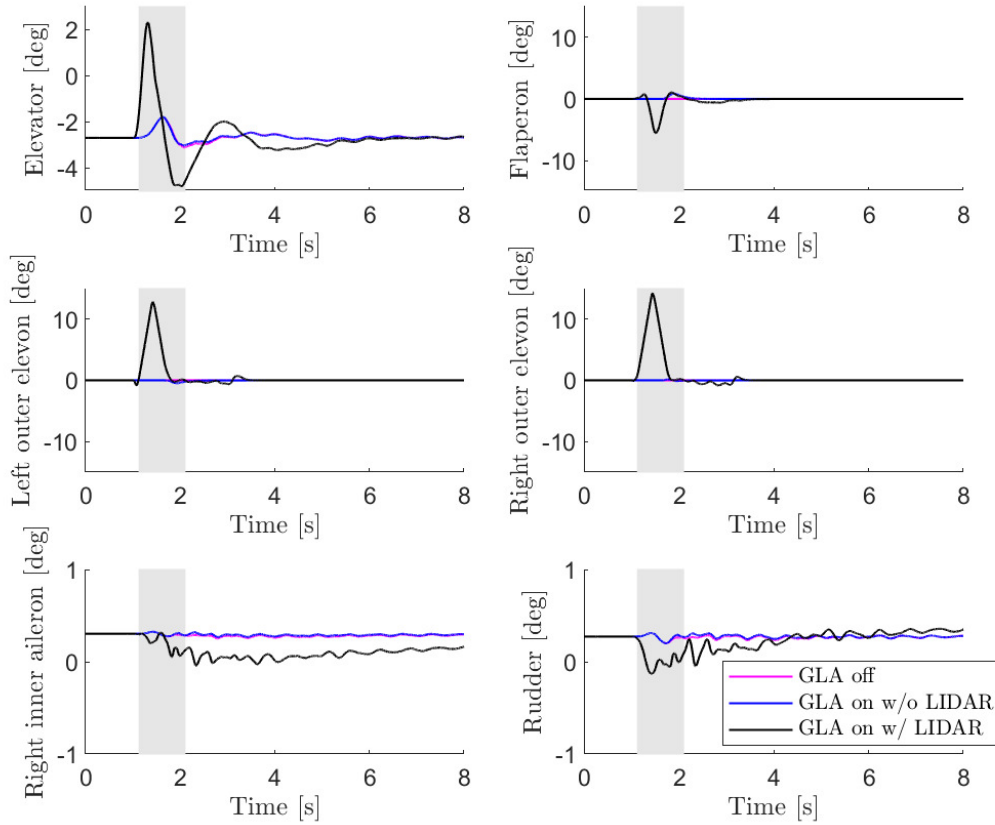 Elevator [deg]
2
0
-2
-4
0 2 4 6 8
Time [s]
Flaperon [deg]
10
0
-10
0 2 4 6 8
Time [s]
Left outer elevon [deg]
10
0
-10
0 2 4 6 8
Time [s]
Right outer elevon [deg]
10
0
-10
0 2 4 6 8
Time [s]
Right inner aileron [deg]
1
0
-1
0 2 4 6 8
Time [s]
Rudder [deg]
1
0
-1
0 2 4 6 8
Time [s]
GLA off
GLA on w/o LIDAR
GLA on w/ LIDAR